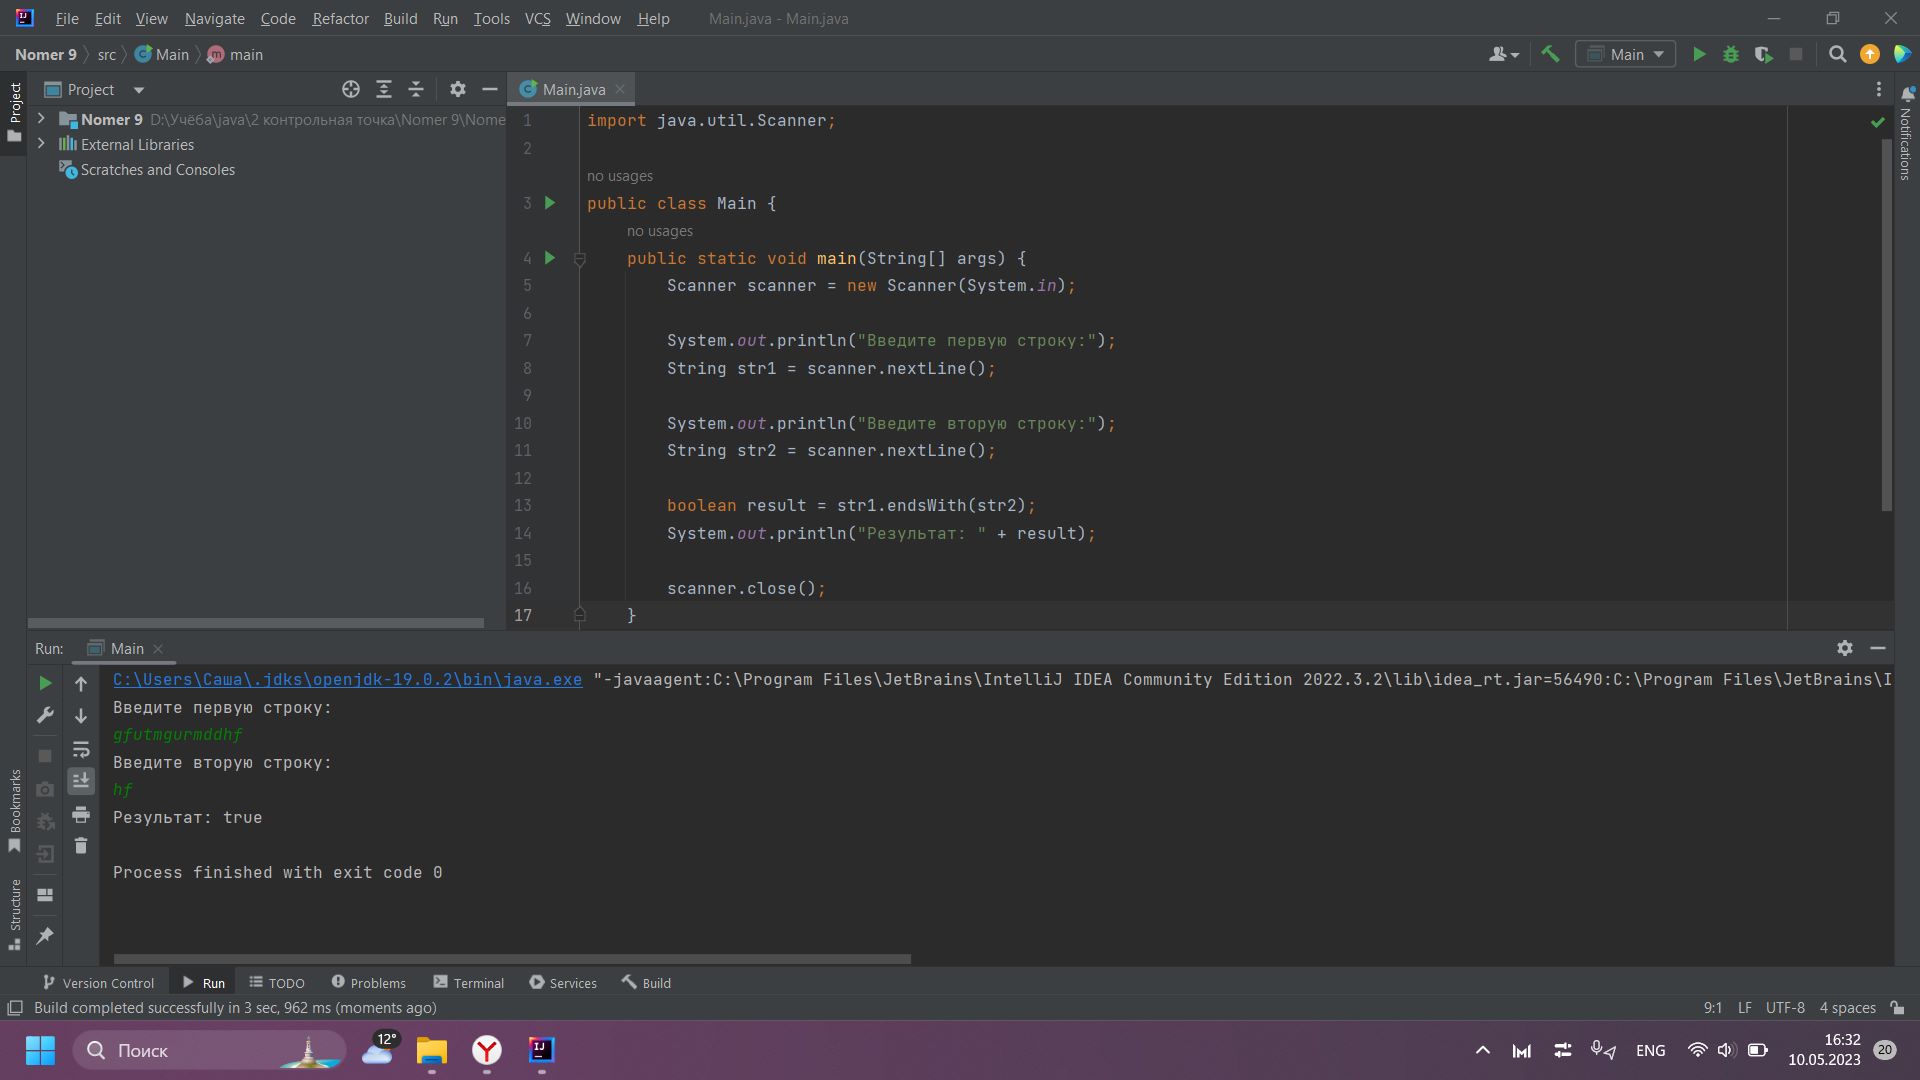 File Edit View Navigate Code Refactor Build Run Tools VCS Window Help Main.java - Main.java
Nomer 9 src Main main
Main
Project
Main.java
Project
Nomer 9 D:\Учёба\java\2 контрольная точка\Nomer 9\Nome
External Libraries
Scratches and Consoles
Notifications
1 import java.util.Scanner;
2
no usages
3 public class Main {
no usages
4 public static void main(String[] args) {
5 Scanner scanner = new Scanner(System.in);
6
7 System.out.println("Введите первую строку:");
8 String str1 = scanner.nextLine();
9
10 System.out.println("Введите вторую строку:");
11 String str2 = scanner.nextLine();
12
13 boolean result = str1.endsWith(str2);
14 System.out.println("Результат: " + result);
15
16 scanner.close();
17 }
Run: Main
C:\Users\Саша\.jdks\openjdk-19.0.2\bin\java.exe "-javaagent:C:\Program Files\JetBrains\IntelliJ IDEA Community Edition 2022.3.2\lib\idea_rt.jar=56490:C:\Program Files\JetBrains\I
Введите первую строку:
gfutmgurmddhf
Введите вторую строку:
hf
Результат: true
Process finished with exit code 0
Bookmarks
Structure
Version Control Run TODO Problems Terminal Services Build
Build completed successfully in 3 sec, 962 ms (moments ago)
9:1 LF UTF-8 4 spaces
Поиск
12°
ENG
16:32
10.05.2023
20